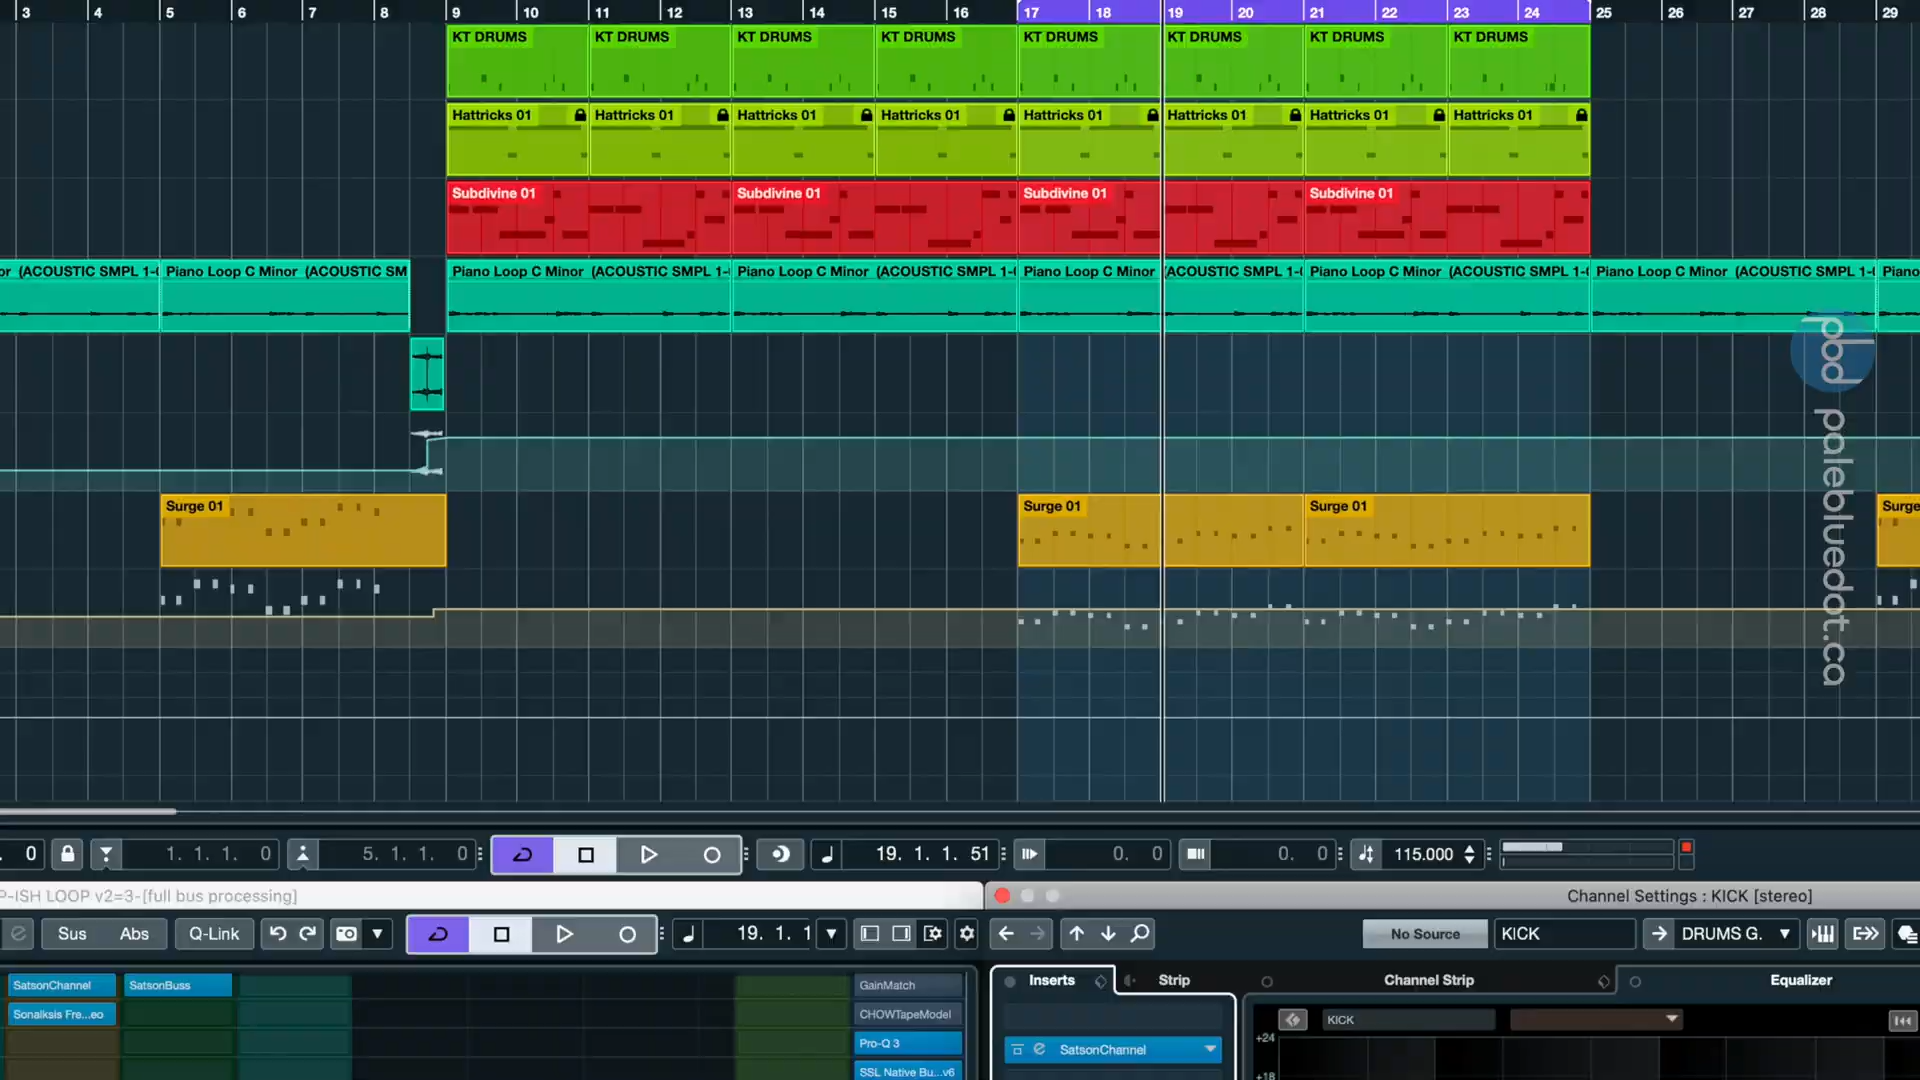 3 4 5 6 7 8 9 10 11 12 13 14 15 16 17 18 19 20 21 22 23 24 25 26 27 28 29
KT DRUMS KT DRUMS KT DRUMS KT DRUMS KT DRUMS KT DRUMS KT DRUMS KT DRUMS
Hattricks 01 Hattricks 01 Hattricks 01 Hattricks 01 Hattricks 01 Hattricks 01 Hattricks 01 Hattricks 01
Subdivine 01 Subdivine 01 Subdivine 01 Subdivine 01
or (ACOUSTIC SMPL 1-( Piano Loop C Minor (ACOUSTIC SM Piano Loop C Minor (ACOUSTIC SMPL 1- Piano Loop C Minor (ACOUSTIC SMPL 1-( Piano Loop C Minor (ACOUSTIC SMPL 1-( Piano Loop C Minor (ACOUSTIC SMPL 1-( Piano Loop C Minor (ACOUSTIC SMPL 1-( Piano
pbd
palebluedot.ca
Surge 01 Surge 01 Surge 01 Surge
. 0 1. 1. 1. 0 5. 1. 1. 0 19. 1. 1. 51 0. 0 0. 0 115.000
P-ISH LOOP v2=3-[full bus processing]
Channel Settings : KICK [stereo]
Sus Abs Q-Link 19. 1. 1
No Source KICK DRUMS G.
SatsonChannel SatsonBuss GainMatch
Sonalksis Fre...eo CHOWTapeModel
Pro-Q 3
SSL Native Bu...v6
Inserts Strip Channel Strip Equalizer
KICK
+24
SatsonChannel
+18